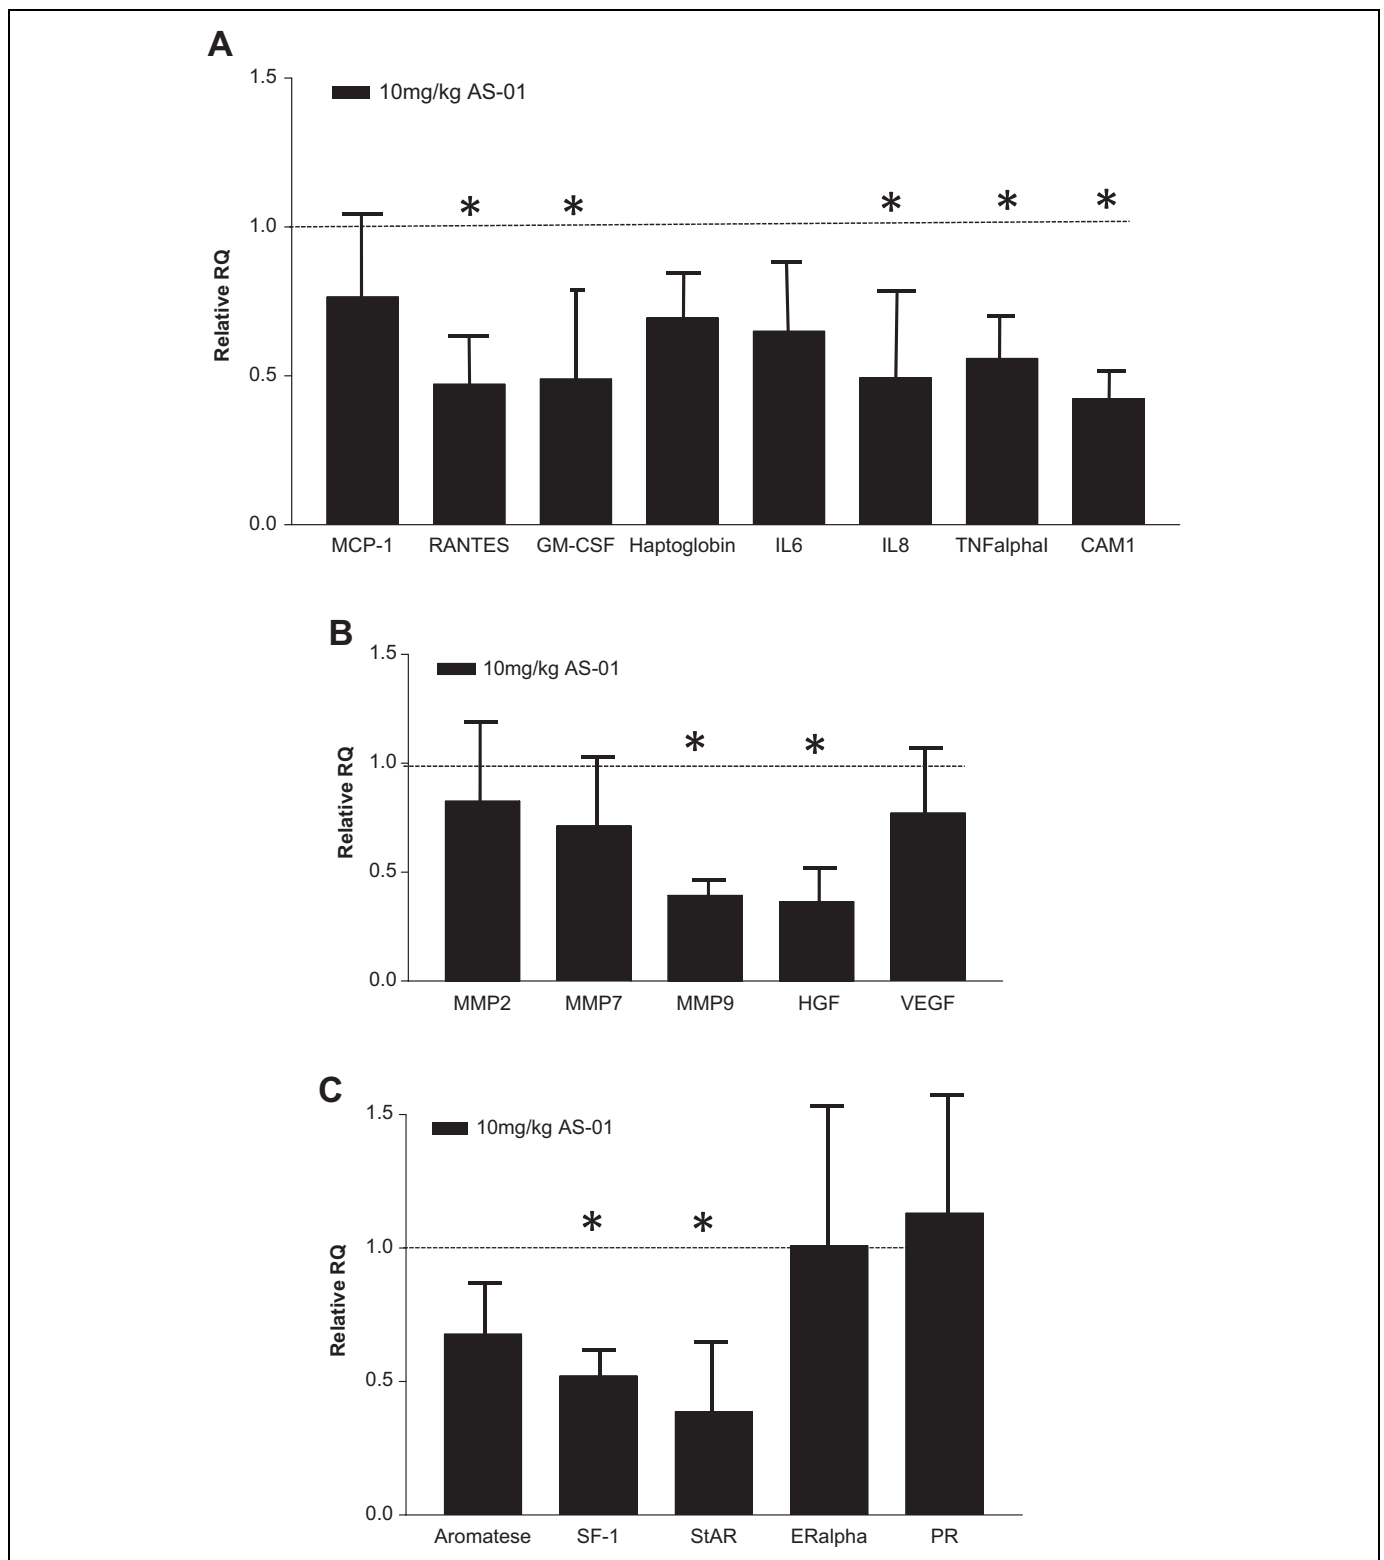 A
1.5
10mg/kg AS-01
* * * * *
1.0
Relative RQ
0.5
0.0
MCP-1 RANTES GM-CSF Haptoglobin IL6 IL8 TNFalphaI CAM1
B
1.5
10mg/kg AS-01
* *
1.0
Relative RQ
0.5
0.0
MMP2 MMP7 MMP9 HGF VEGF
C
1.5
10mg/kg AS-01
* *
1.0
Relative RQ
0.5
0.0
Aromatese SF-1 StAR ERalpha PR